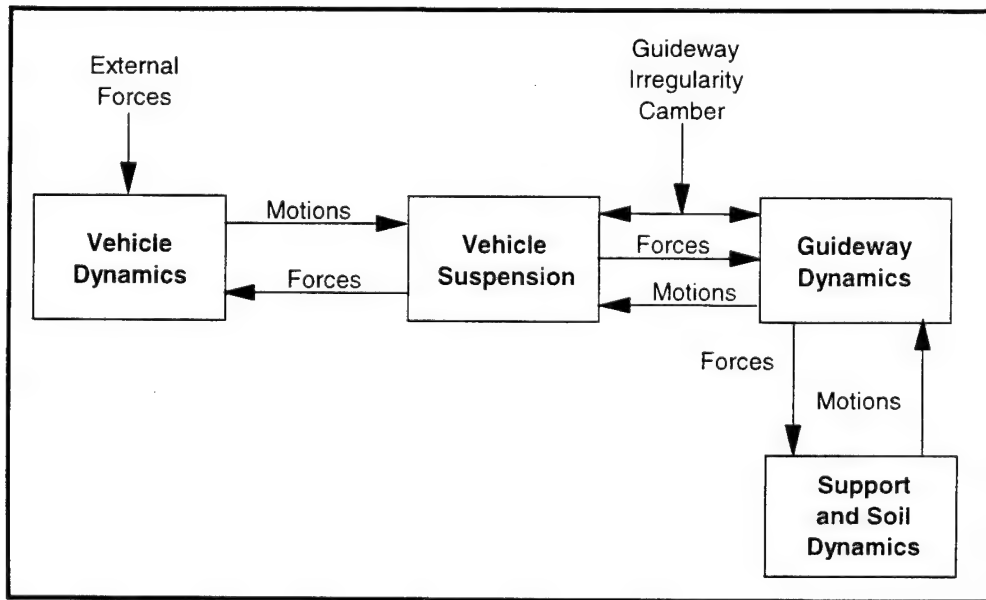 External
Forces
Guideway
Irregularity
Camber
Vehicle
Dynamics
Motions
Forces
Vehicle
Suspension
Forces
Motions
Guideway
Dynamics
Forces
Motions
Support
and Soil
Dynamics